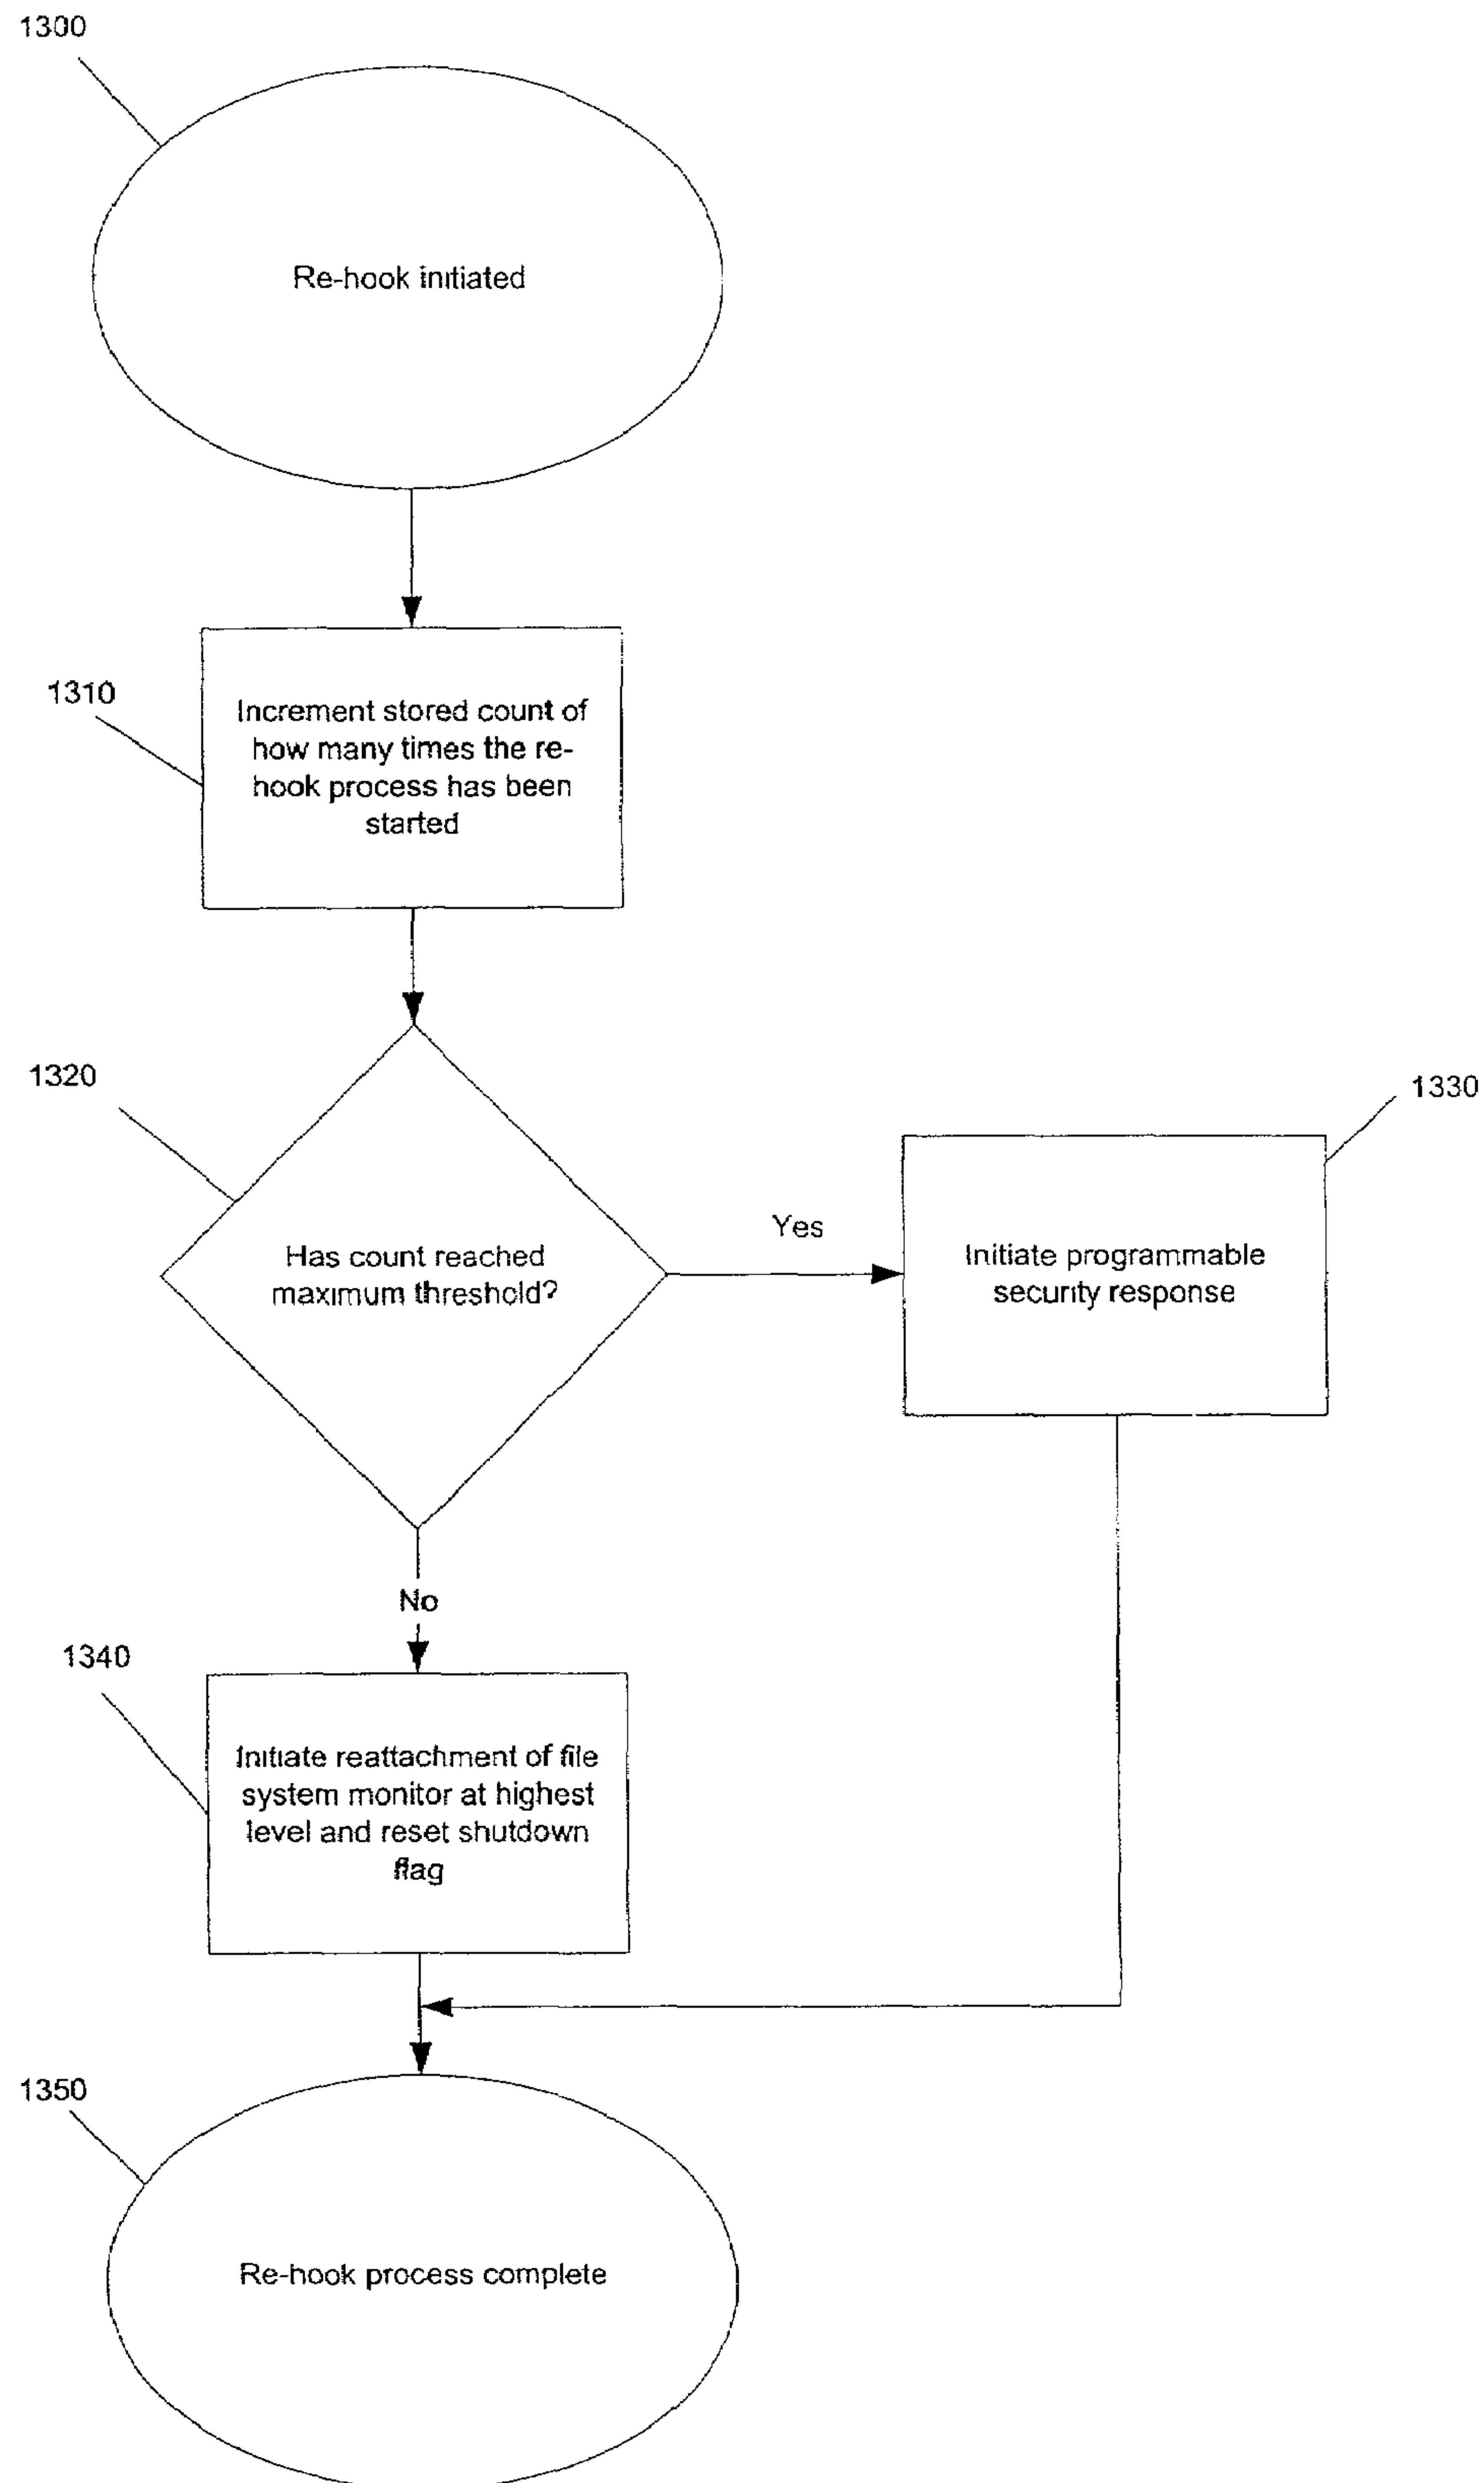 1300
Re-hook initiated
1310
Increment stored count of
how many times the re-
hook process has been
started
1320
Has count reached
maximum threshold?
Yes
1330
Initiate programmable
security response
No
1340
Initiate reattachment of file
system monitor at highest
level and reset shutdown
flag
1350
Re-hook process complete